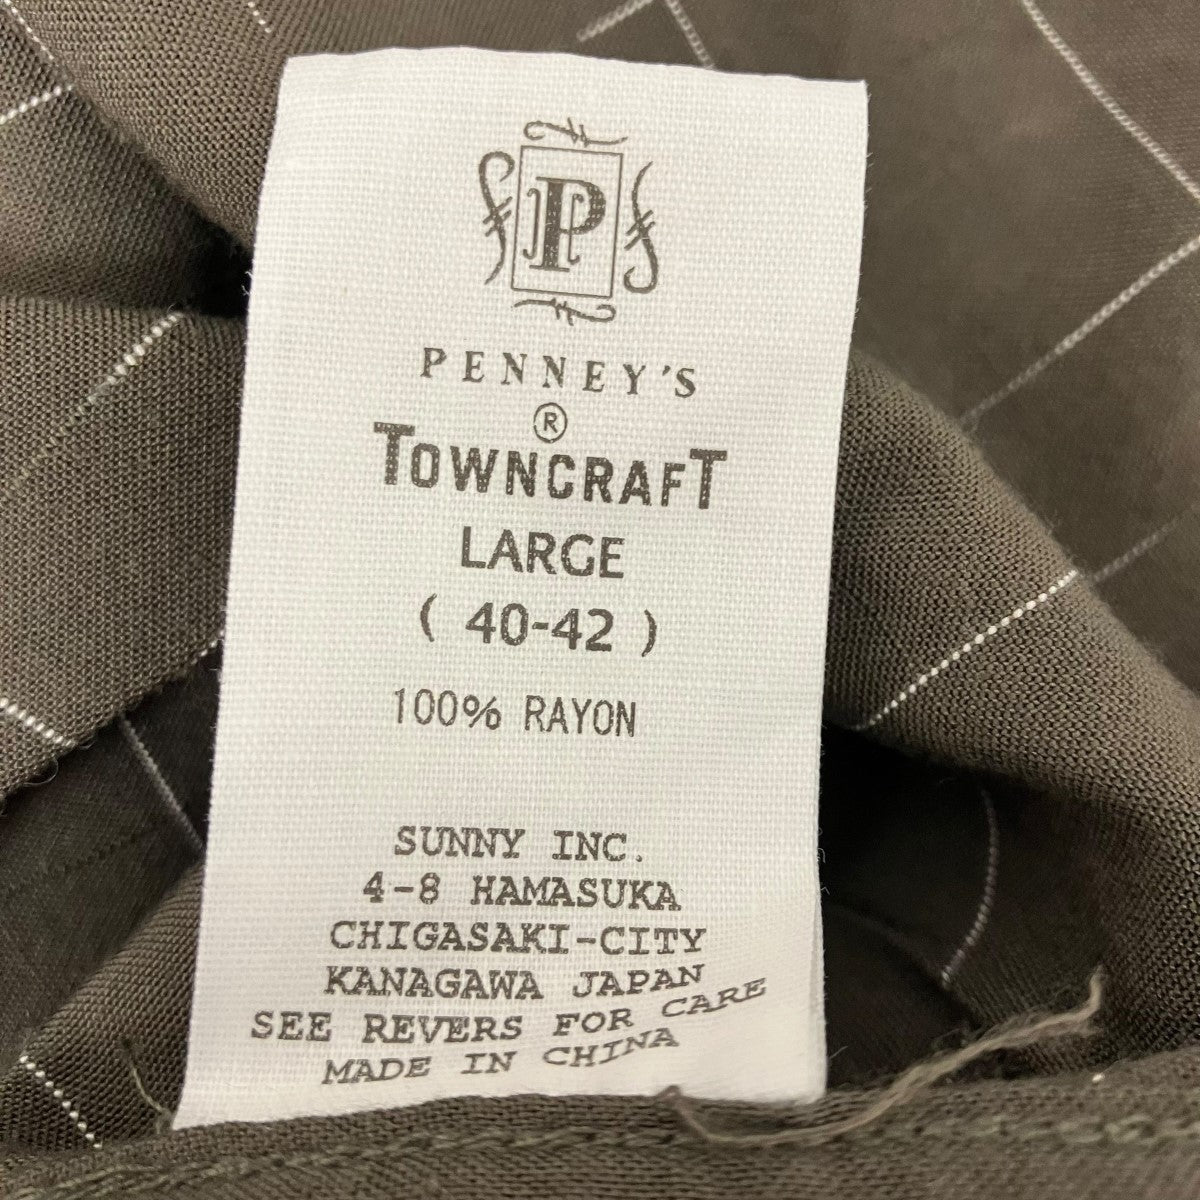 P
PENNEY'S
®
TOWNCRAFT
LARGE
( 40-42 )
100% RAYON
SUNNY INC.
4-8 HAMASUKA
CHIGASAKI-CITY
KANAGAWA JAPAN
SEE REVERS FOR CARE
MADE IN CHINA